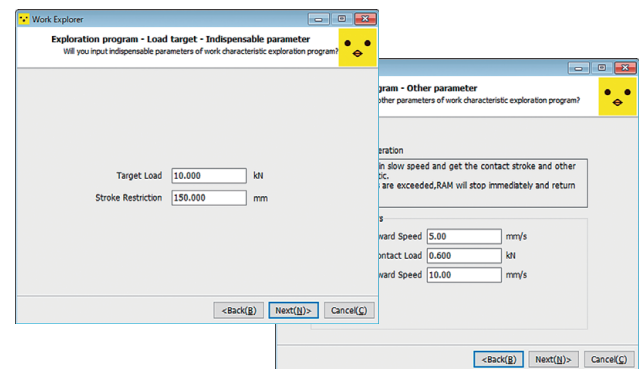 Work Explorer
Exploration program - Load target - Indispensable parameter
Will you input indispensable parameters of work characteristic exploration program?
Target Load 10.000 kN
Stroke Restriction 150.000 mm
<Back(B) Next(N)> Cancel(C)
gram - Other parameter
other parameters of work characteristic exploration program?
eration
in slow speed and get the contact stroke and other
tic.
are exceeded,RAM will stop immediately and return
s
ward Speed 5.00 mm/s
ontact Load 0.600 kN
ward Speed 10.00 mm/s
<Back(B) Next(N)> Cancel(C)